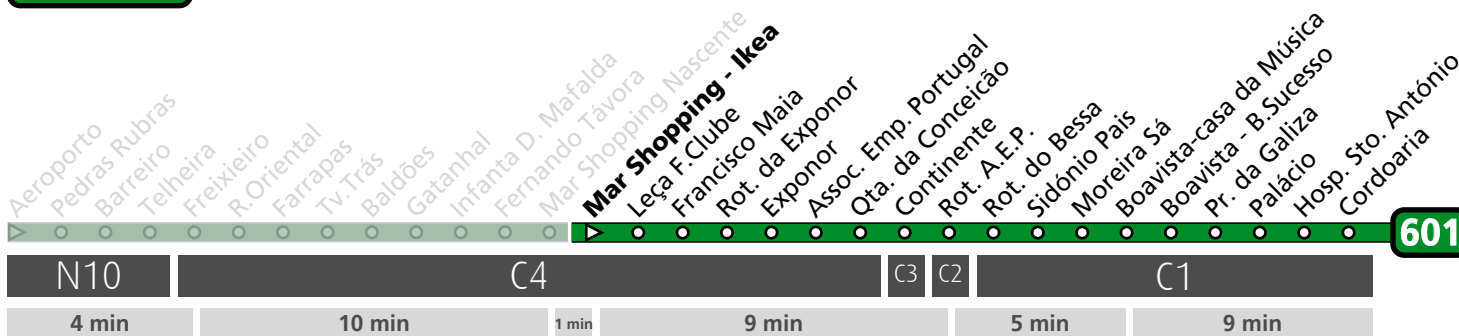 Aeroporto
Pedras Rubras
Barreiro
Telheira
Freixieiro
R.Oriental
Farrapas
Tv.Trás
Baldões
Gatanhal
Infanta D. Mafalda
Fernando Távora
Mar Shopping Nascente
Mar Shopping - Ikea
Leça F.Clube
Francisco Maia
Rot. da Exponor
Exponor
Assoc. Emp. Portugal
Qta. da Conceicão
Continente
Rot. A.E.P.
Rot. do Bessa
Sidónio Pais
Moreira Sá
Boavista-casa da Música
Boavista - B.Sucesso
Pr. da Galiza
Palácio
Hosp. Sto. António
Cordoaria
601
N10 C4 C3 C2 C1
4 min 10 min 1 min 9 min 5 min 9 min